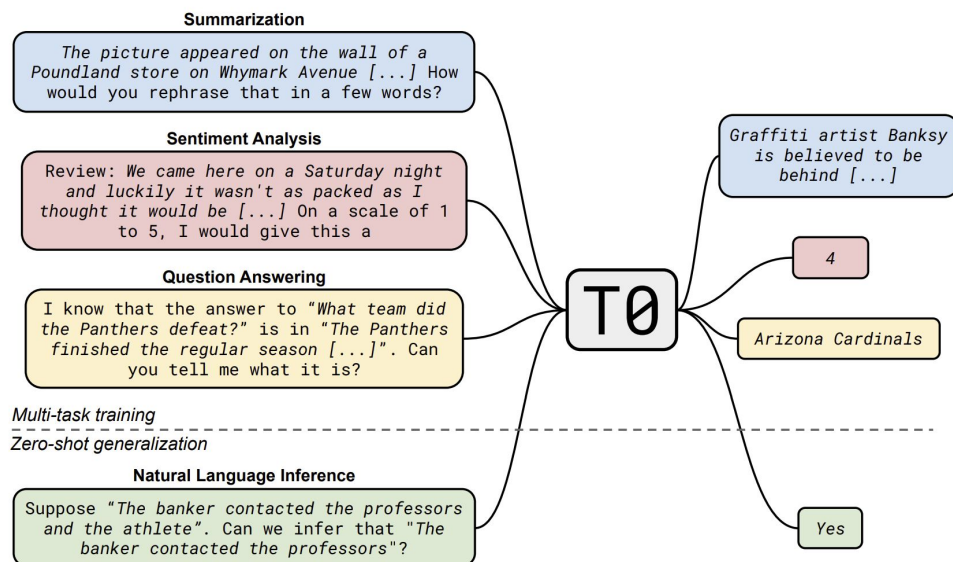 Summarization
The picture appeared on the wall of a
Poundland store on Whymark Avenue [...] How
would you rephrase that in a few words?
Sentiment Analysis
Review: We came here on a Saturday night
and luckily it wasn't as packed as I
thought it would be [...] On a scale of 1
to 5, I would give this a
Question Answering
I know that the answer to “What team did
the Panthers defeat?” is in “The Panthers
finished the regular season [...]”. Can
you tell me what it is?
Multi-task training
Zero-shot generalization
Natural Language Inference
Suppose “The banker contacted the professors
and the athlete”. Can we infer that "The
banker contacted the professors"?
T0
Graffiti artist Banksy
is believed to be
behind [...]
4
Arizona Cardinals
Yes